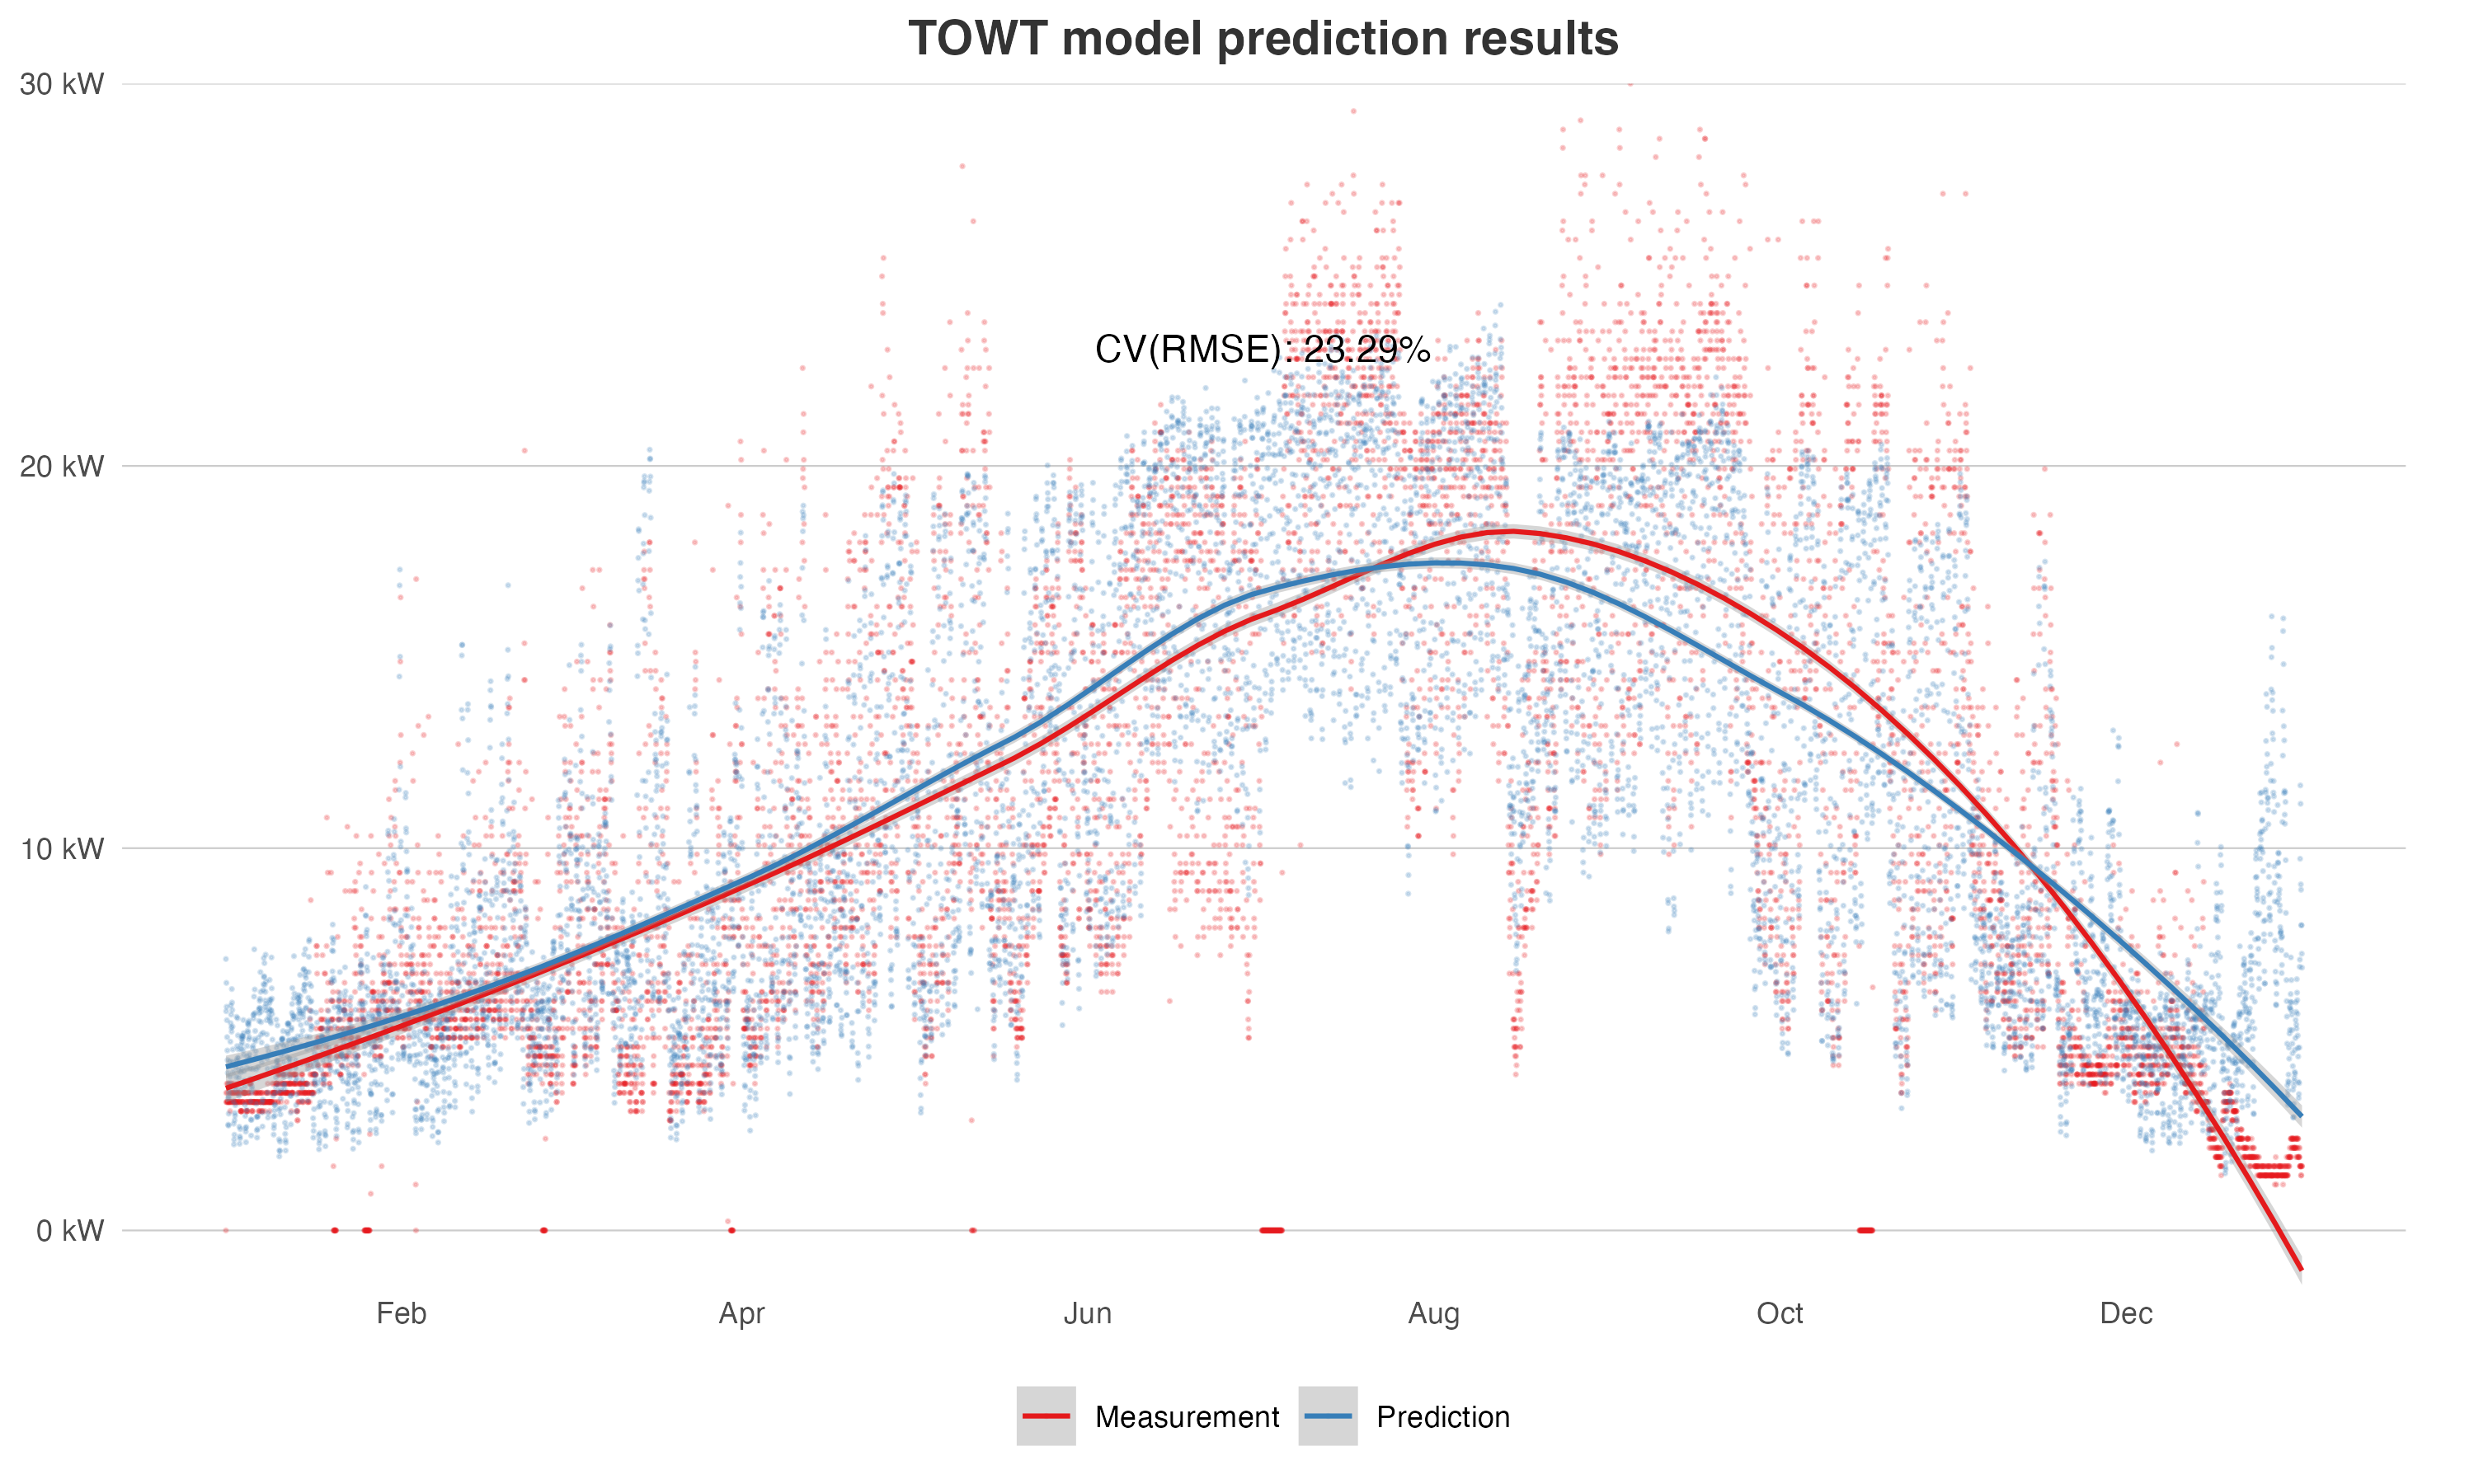 TOWT model prediction results
30 kW
CV(RMSE): 23.29%
20 kW
10 kW
0 kW
Feb Apr Jun Aug Oct Dec
Measurement Prediction